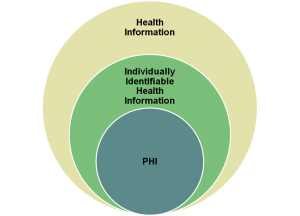 Health
Information
Individually
Identifiable
Health
Information
PHI